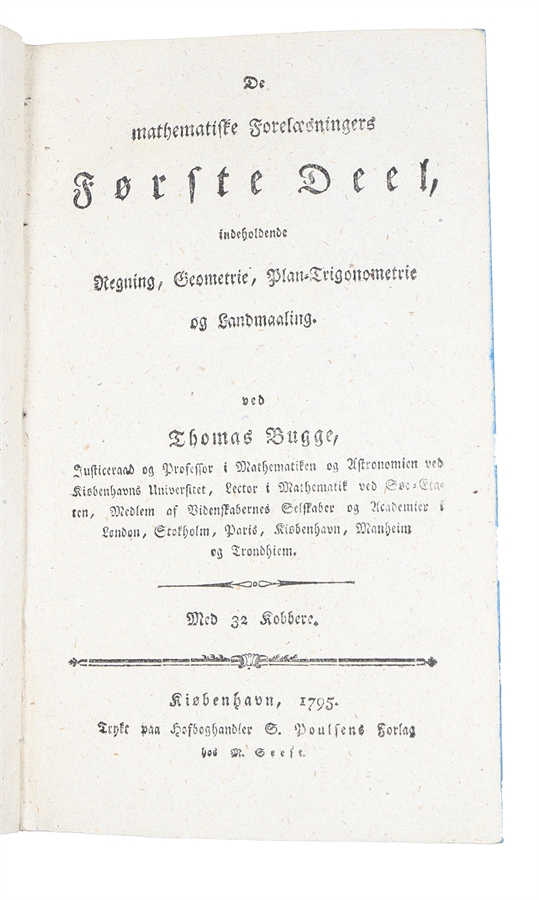 De
mathematiske Forelæsningers
Første Deel,
indeholdende
Regning, Geometrie, Plan-Trigonometrie
og Landmaaling.
ved
Thomas Bugge,
Justiceraad og Professor i Mathematiken og Astronomien ved
Kiøbenhavns Universitet, Lector i Mathematik ved Søe-Eta-
ten, Medlem af Videnskabernes Selskaber og Academier i
London, Stokholm, Paris, Kiøbenhavn, Manheim
og Trondhiem.
Med 32 Kobbere.
Kiøbenhavn, 1795.
Trykt paa Hofboghandler S. Poulsens Forlag
hos N. Seest.